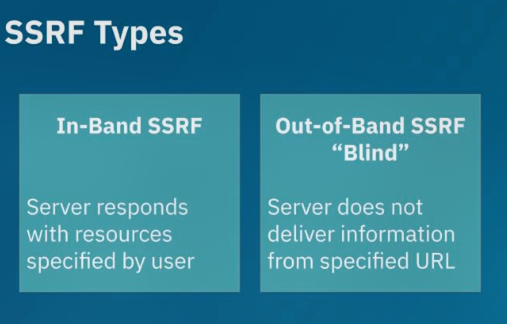 SSRF Types
In-Band SSRF
Server responds
with resources
specified by user
Out-of-Band SSRF
“Blind”
Server does not
deliver information
from specified URL